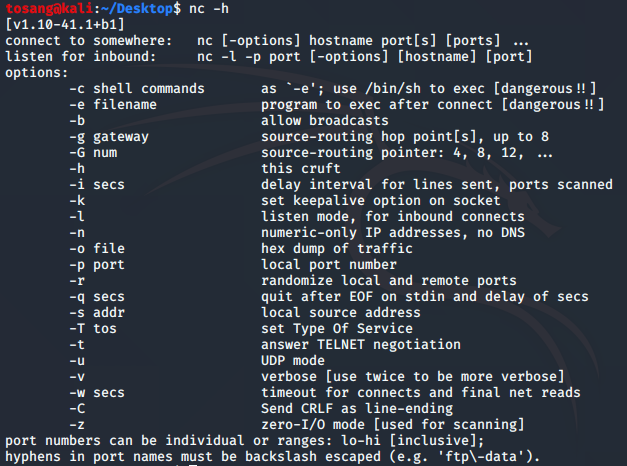 tosang@kali:~/Desktop$ nc -h
[v1.10-41.1+b1]
connect to somewhere:   nc [-options] hostname port[s] [ports] ...
listen for inbound:     nc -l -p port [-options] [hostname] [port]
options:
        -c shell commands       as `-e'; use /bin/sh to exec [dangerous!!]
        -e filename             program to exec after connect [dangerous!!]
        -b                      allow broadcasts
        -g gateway              source-routing hop point[s], up to 8
        -G num                  source-routing pointer: 4, 8, 12, ...
        -h                      this cruft
        -i secs                 delay interval for lines sent, ports scanned
        -k                      set keepalive option on socket
        -l                      listen mode, for inbound connects
        -n                      numeric-only IP addresses, no DNS
        -o file                 hex dump of traffic
        -p port                 local port number
        -r                      randomize local and remote ports
        -q secs                 quit after EOF on stdin and delay of secs
        -s addr                 local source address
        -T tos                  set Type Of Service
        -t                      answer TELNET negotiation
        -u                      UDP mode
        -v                      verbose [use twice to be more verbose]
        -w secs                 timeout for connects and final net reads
        -C                      Send CRLF as line-ending
        -z                      zero-I/O mode [used for scanning]
port numbers can be individual or ranges: lo-hi [inclusive];
hyphens in port names must be backslash escaped (e.g. 'ftp\-data').